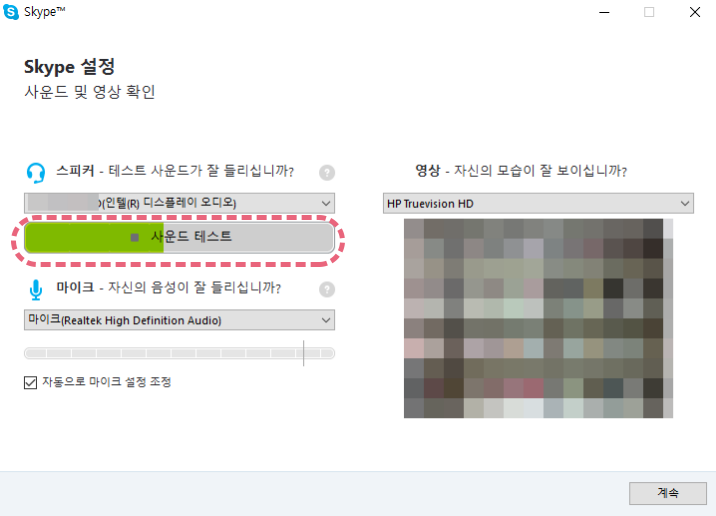 Skype™
Skype 설정
사운드 및 영상 확인
스피커 - 테스트 사운드가 잘 들리십니까?
?
(인텔(R) 디스플레이 오디오)
사운드 테스트
마이크 - 자신의 음성이 잘 들리십니까?
?
마이크(Realtek High Definition Audio)
자동으로 마이크 설정 조정
영상 - 자신의 모습이 잘 보이십니까?
HP Truevision HD
계속